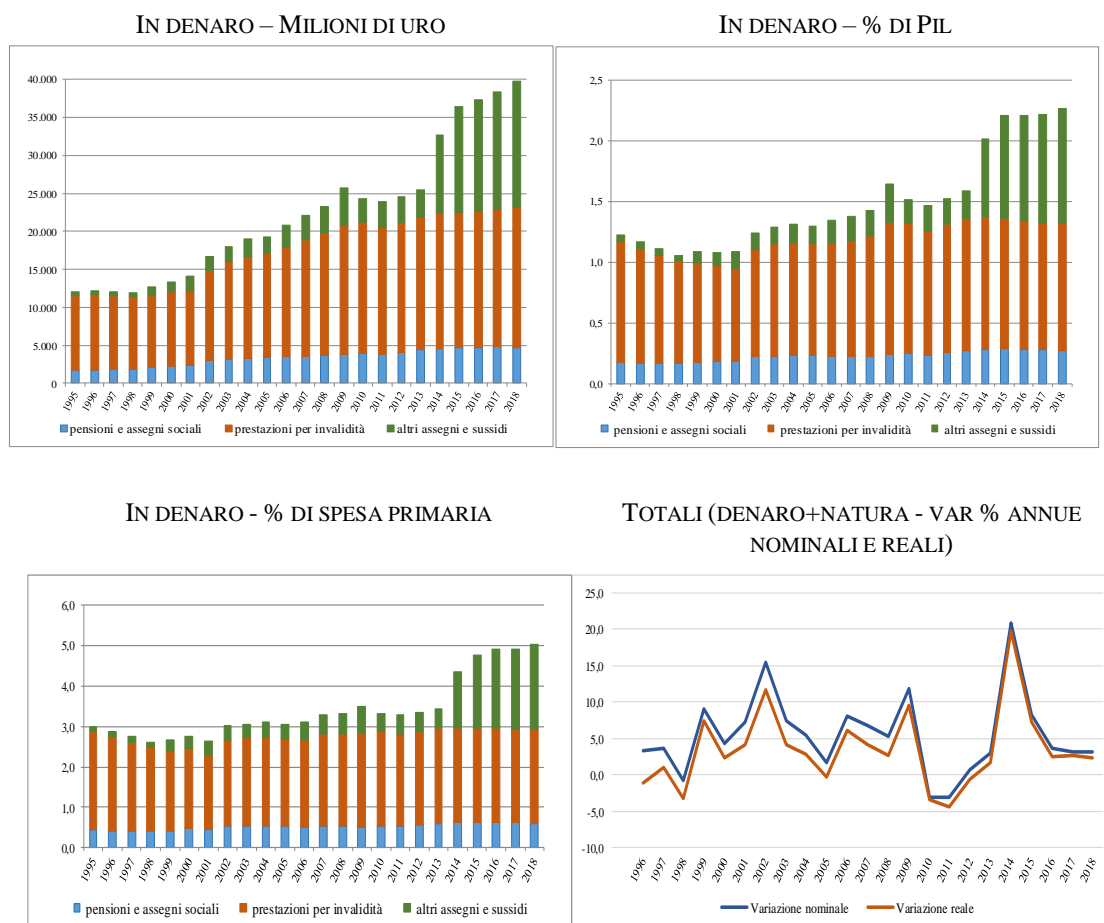 IN DENARO – MILIONI DI URO
40.000
35.000
30.000
25.000
20.000
15.000
10.000
5.000
0
1995 1996 1997 1998 1999 2000 2001 2002 2003 2004 2005 2006 2007 2008 2009 2010 2011 2012 2013 2014 2015 2016 2017 2018
pensioni e assegni sociali prestazioni per invalidità altri assegni e sussidi
IN DENARO – % DI PIL
2,5
2,0
1,5
1,0
0,5
0,0
1995 1996 1997 1998 1999 2000 2001 2002 2003 2004 2005 2006 2007 2008 2009 2010 2011 2012 2013 2014 2015 2016 2017 2018
pensioni e assegni sociali prestazioni per invalidità altri assegni e sussidi
IN DENARO - % DI SPESA PRIMARIA
6,0
5,0
4,0
3,0
2,0
1,0
0,0
1995 1996 1997 1998 1999 2000 2001 2002 2003 2004 2005 2006 2007 2008 2009 2010 2011 2012 2013 2014 2015 2016 2017 2018
pensioni e assegni sociali prestazioni per invalidità altri assegni e sussidi
TOTALI (DENARO+NATURA - VAR % ANNUE
NOMINALI E REALI)
25,0
20,0
15,0
10,0
5,0
0,0
-5,0
-10,0
1996 1997 1998 1999 2000 2001 2002 2003 2004 2005 2006 2007 2008 2009 2010 2011 2012 2013 2014 2015 2016 2017 2018
Variazione nominale Variazione reale